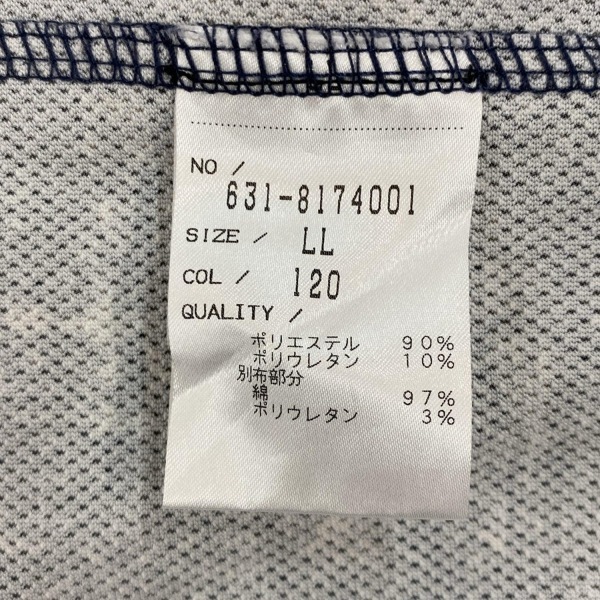 NO / 631-8174001
SIZE / LL
COL / 120
QUALITY /
ポリエステル 90%
ポリウレタン 10%
別布部分
綿 97%
ポリウレタン 3%